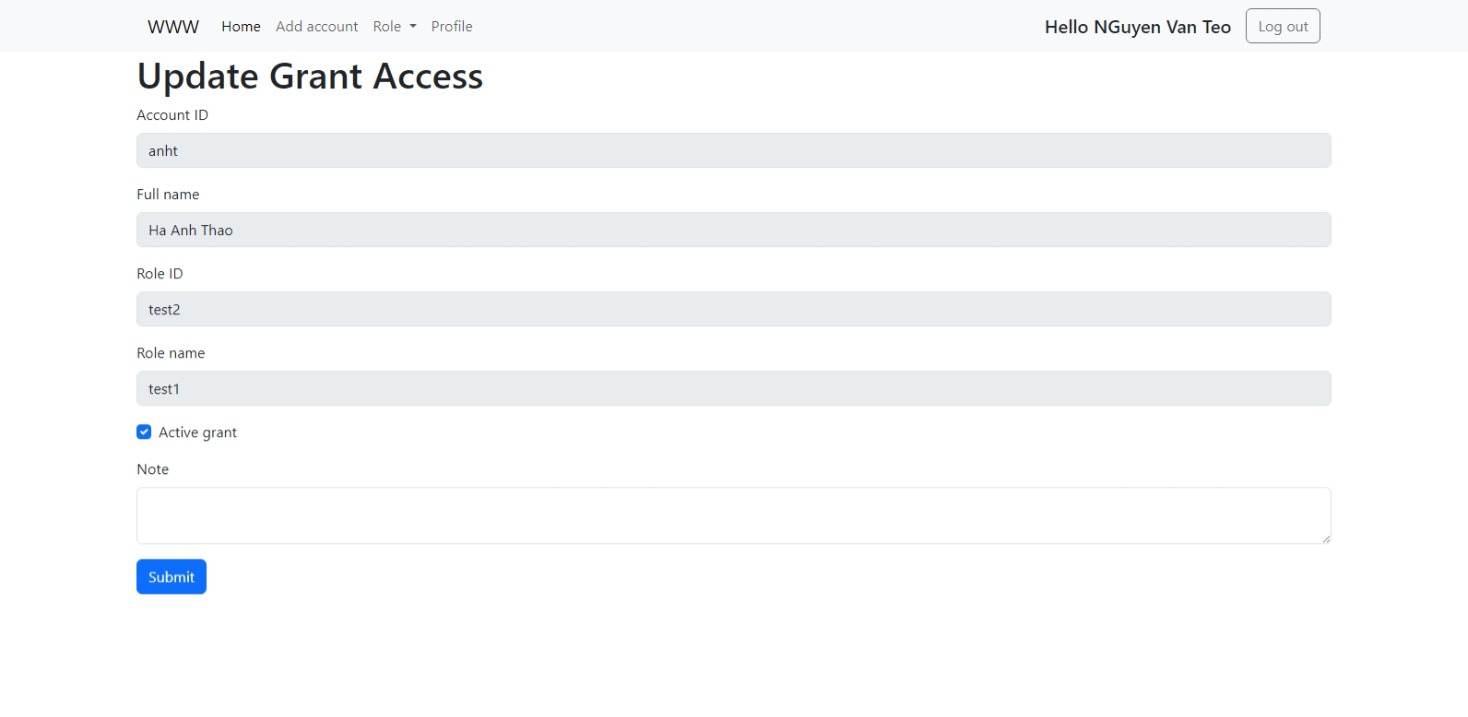 WWW Home Add account Role Profile Hello NGuyen Van Teo Log out
Update Grant Access
Account ID
anht
Full name
Ha Anh Thao
Role ID
test2
Role name
test1
Active grant
Note
Submit